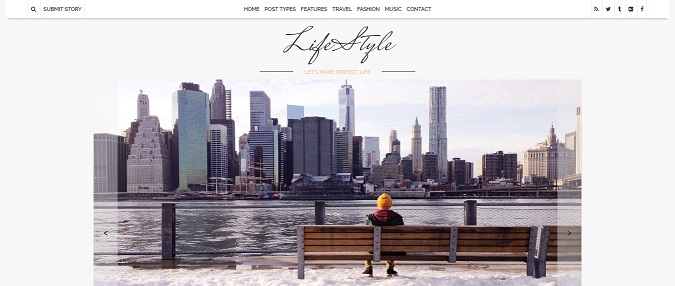 SUBMIT STORY HOME POST TYPES FEATURES TRAVEL FASHION MUSIC CONTACT
LifeStyle
LET'S MAKE PERFECT LIFE